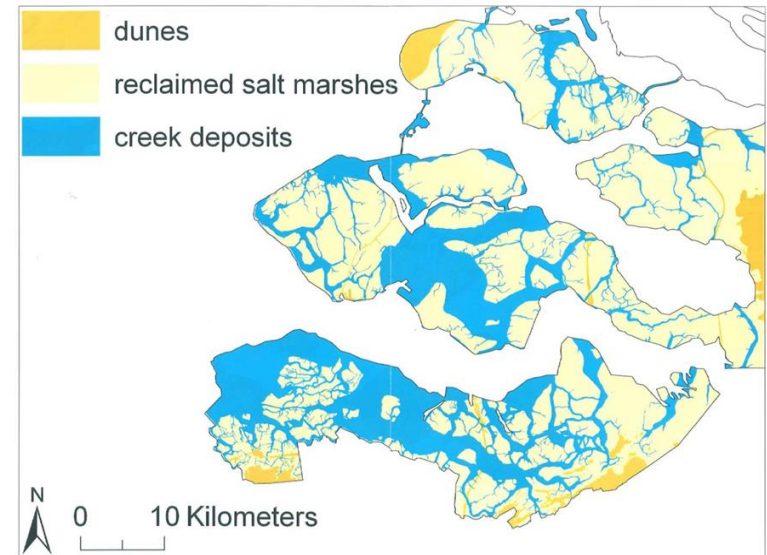 dunes
reclaimed salt marshes
creek deposits
N
0 10 Kilometers